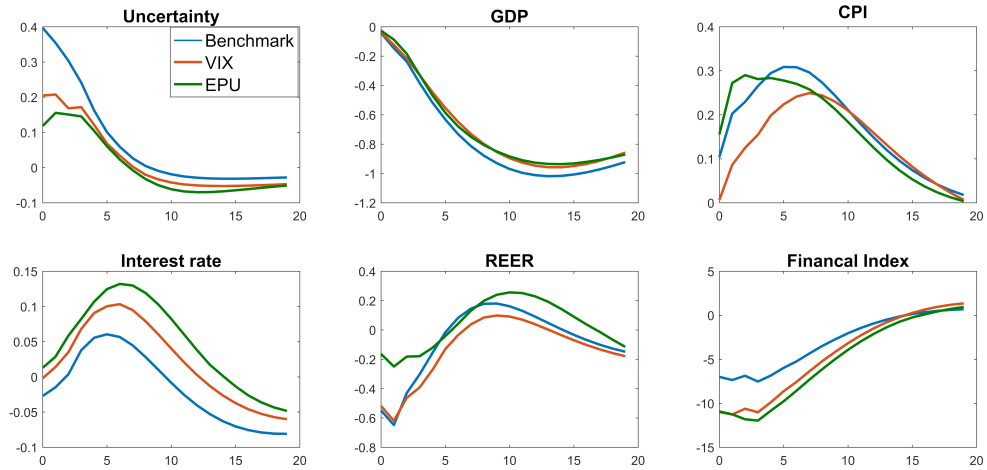 Uncertainty
0.4
0.3
0.2
0.1
0
-0.1
0 5 10 15 20
Benchmark
VIX
EPU
GDP
0
-0.2
-0.4
-0.6
-0.8
-1
-1.2
0 5 10 15 20
CPI
0.4
0.3
0.2
0.1
0
0 5 10 15 20
Interest rate
0.15
0.1
0.05
0
-0.05
-0.1
0 5 10 15 20
REER
0.4
0.2
0
-0.2
-0.4
-0.6
-0.8
0 5 10 15 20
Financal Index
5
0
-5
-10
-15
0 5 10 15 20